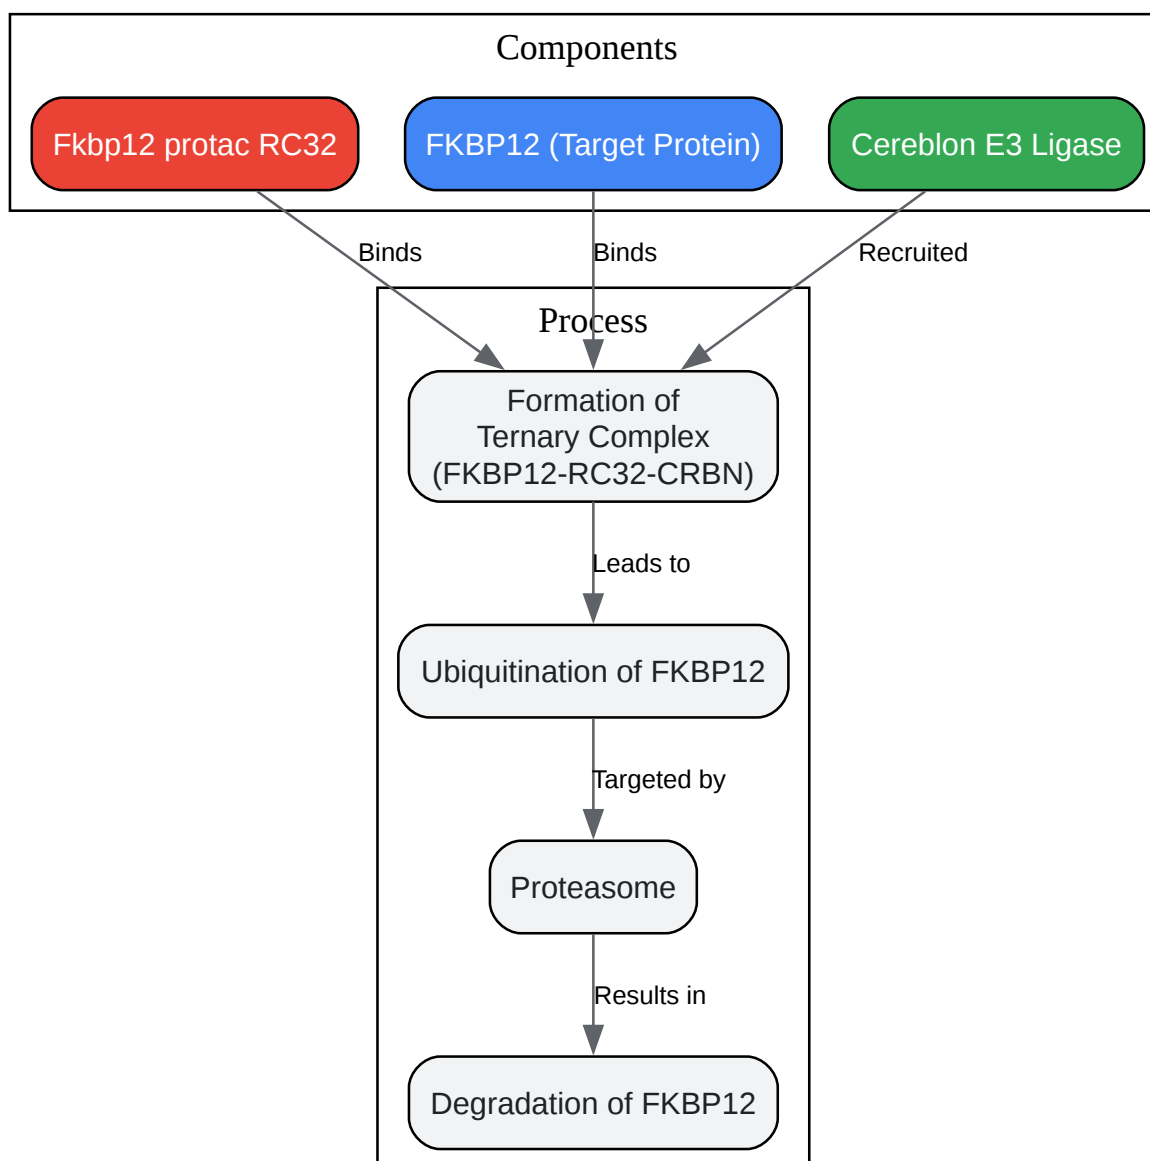 Components
Fkbp12 protac RC32
FKBP12 (Target Protein)
Cereblon E3 Ligase
Binds
Binds
Recruited
Process
Formation of
Ternary Complex
(FKBP12-RC32-CRBN)
Leads to
Ubiquitination of FKBP12
Targeted by
Proteasome
Results in
Degradation of FKBP12